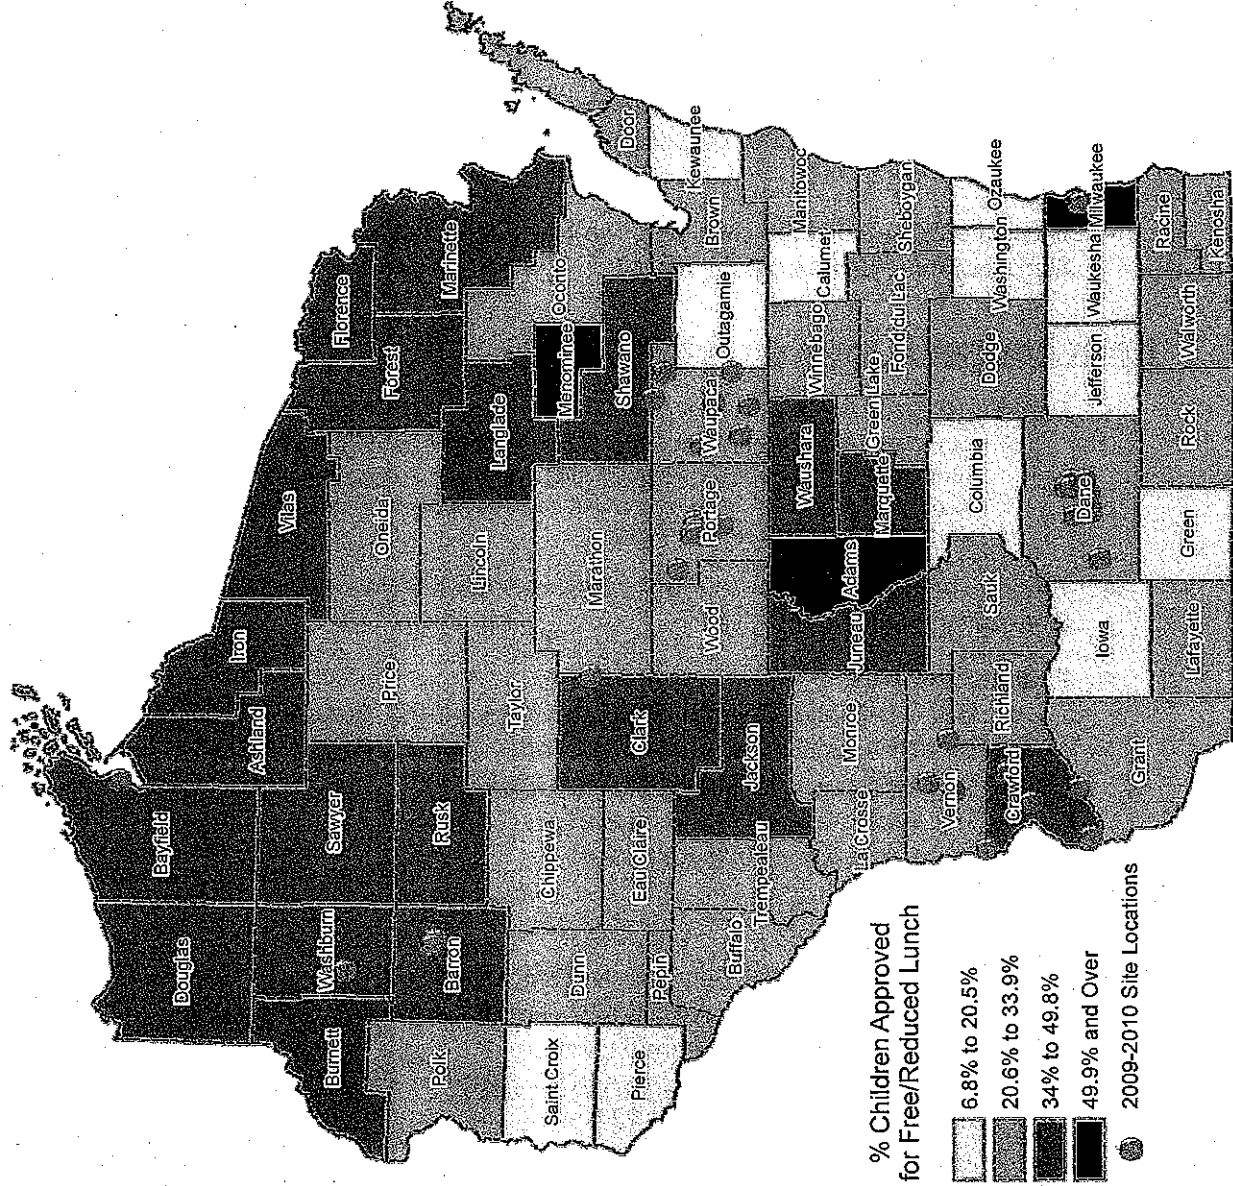 Florence
Marinette
Forest
Vilas
Iron
Ashland
Bayfield
Douglas
Burnett
Washburn
Sawyer
Rusk
Barron
Polk
Price
Oneida
Lincoln
Langlade
Taylor
Oconto
Menominee
Shawano
Door
Kewaunee
Brown
Outagamie
Waupaca
Portage
Marathon
Wood
Clark
Chippewa
Eau Claire
Dunn
Pepin
Saint Croix
Pierce
Buffalo
Trempealeau
Jackson
Juneau
Adams
Waushara
Marquette
Green Lake
Winnebago
Calumet
Manitowoc
Sheboygan
Fond du Lac
Monroe
La Crosse
Vernon
Crawford
Richland
Sauk
Columbia
Dodge
Washington
Ozaukee
Milwaukee
Waukesha
Jefferson
Dane
Iowa
Grant
Lafayette
Green
Rock
Walworth
Racine
Kenosha
% Children Approved
for Free/Reduced Lunch
6.8% to 20.5%
20.6% to 33.9%
34% to 49.8%
49.9% and Over
2009-2010 Site Locations